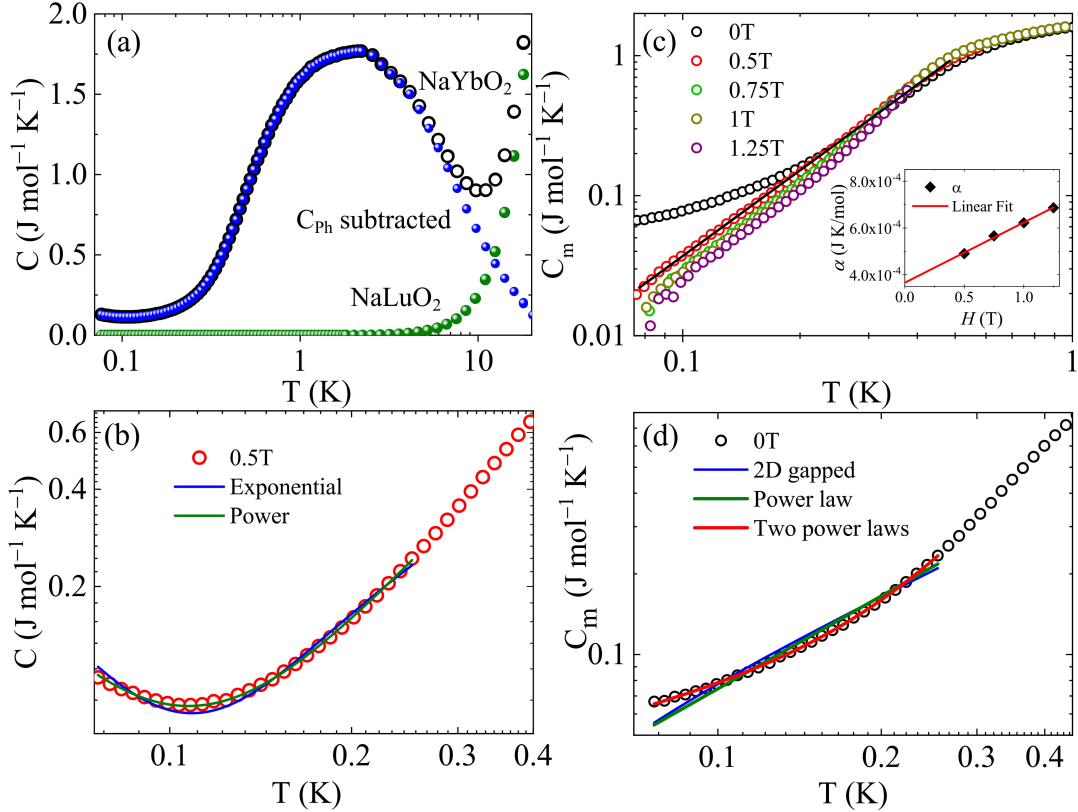 (a)
C (J mol⁻¹ K⁻¹)
2.0
1.5
1.0
0.5
0.0
NaYbO₂
C_Ph subtracted
NaLuO₂
0.1
1
10
T (K)
(c)
C_m (J mol⁻¹ K⁻¹)
1
0.1
0.01
0T
0.5T
0.75T
1T
1.25T
α (J K/mol)
8.0x10⁻⁴
6.0x10⁻⁴
4.0x10⁻⁴
α
Linear Fit
0.0
0.5
1.0
H (T)
0.1
1
T (K)
(b)
C (J mol⁻¹ K⁻¹)
0.6
0.4
0.2
0.5T
Exponential
Power
0.1
0.2
0.3
0.4
T (K)
(d)
C_m (J mol⁻¹ K⁻¹)
0.1
0T
2D gapped
Power law
Two power laws
0.1
0.2
0.3
0.4
T (K)